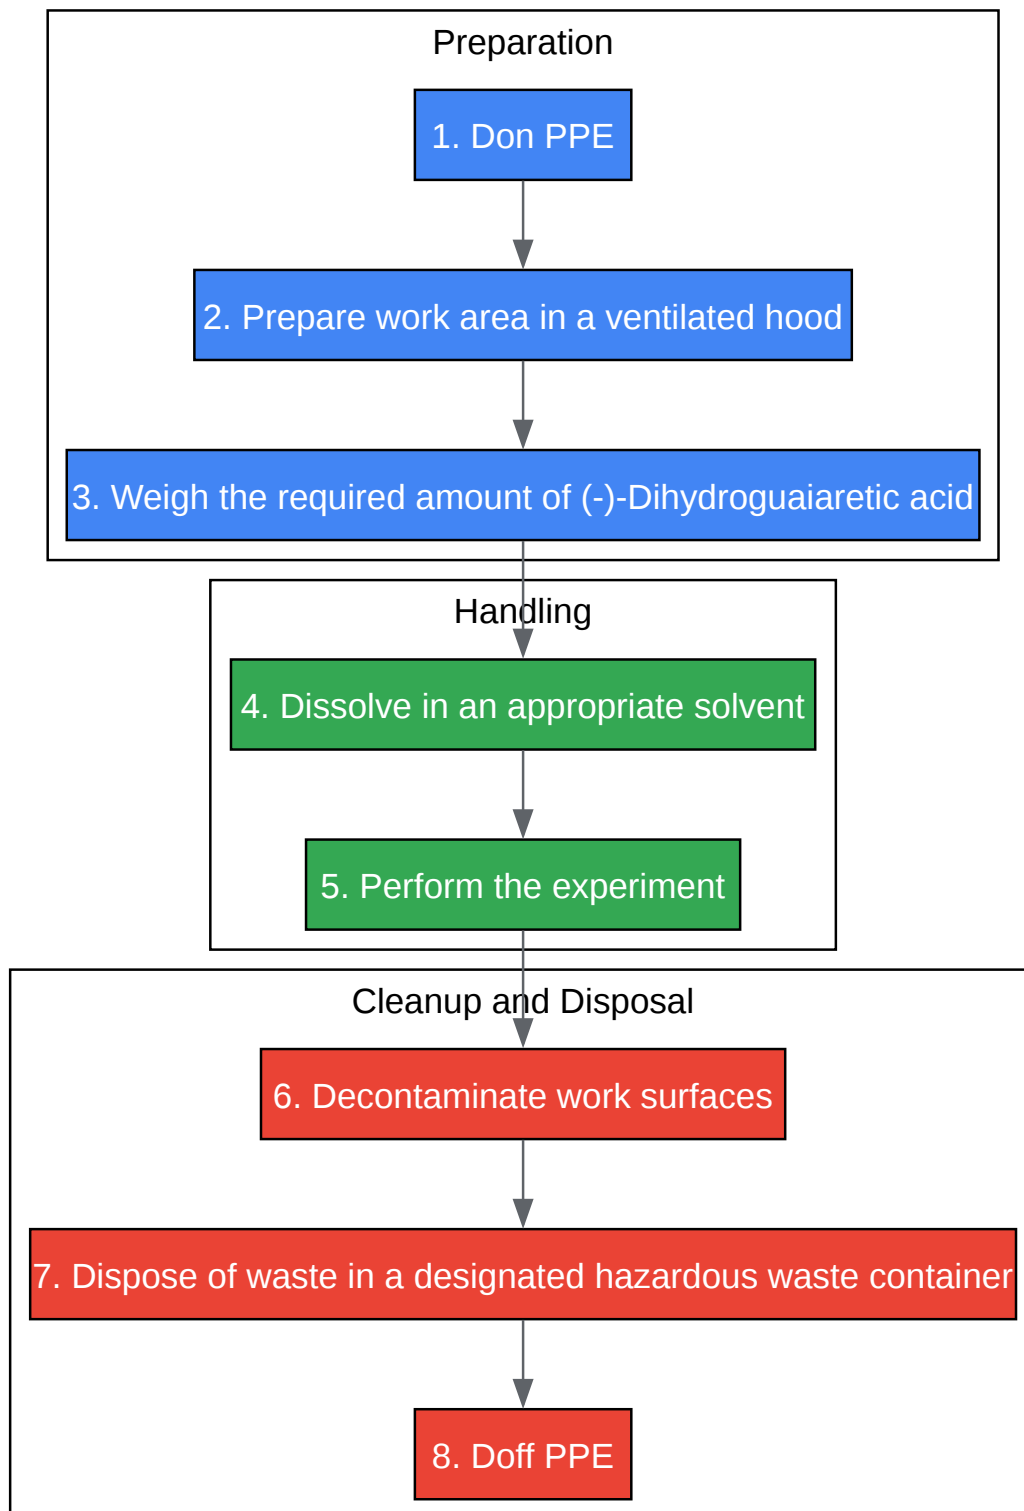 Preparation
1. Don PPE
2. Prepare work area in a ventilated hood
3. Weigh the required amount of (-)-Dihydroguaiaretic acid
Handling
4. Dissolve in an appropriate solvent
5. Perform the experiment
Cleanup and Disposal
6. Decontaminate work surfaces
7. Dispose of waste in a designated hazardous waste container
8. Doff PPE